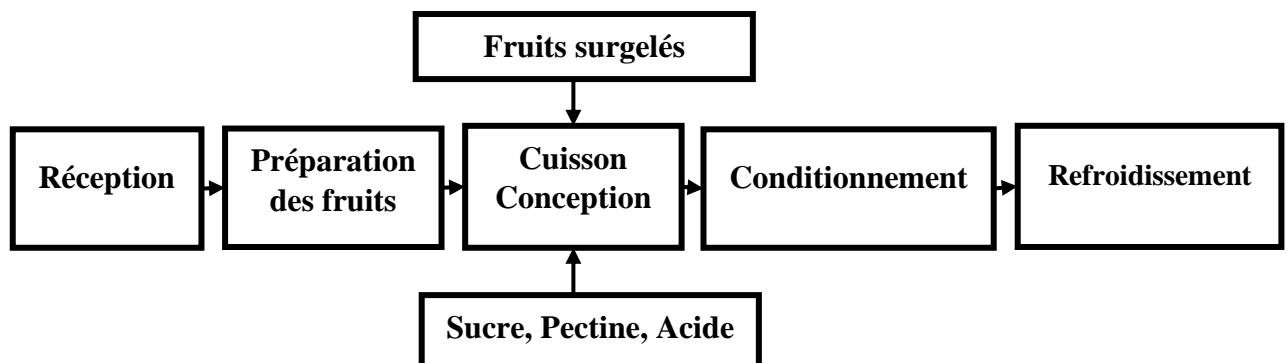 Fruits surgelés
Réception
Préparation
des fruits
Cuisson
Conception
Conditionnement
Refroidissement
Sucre, Pectine, Acide